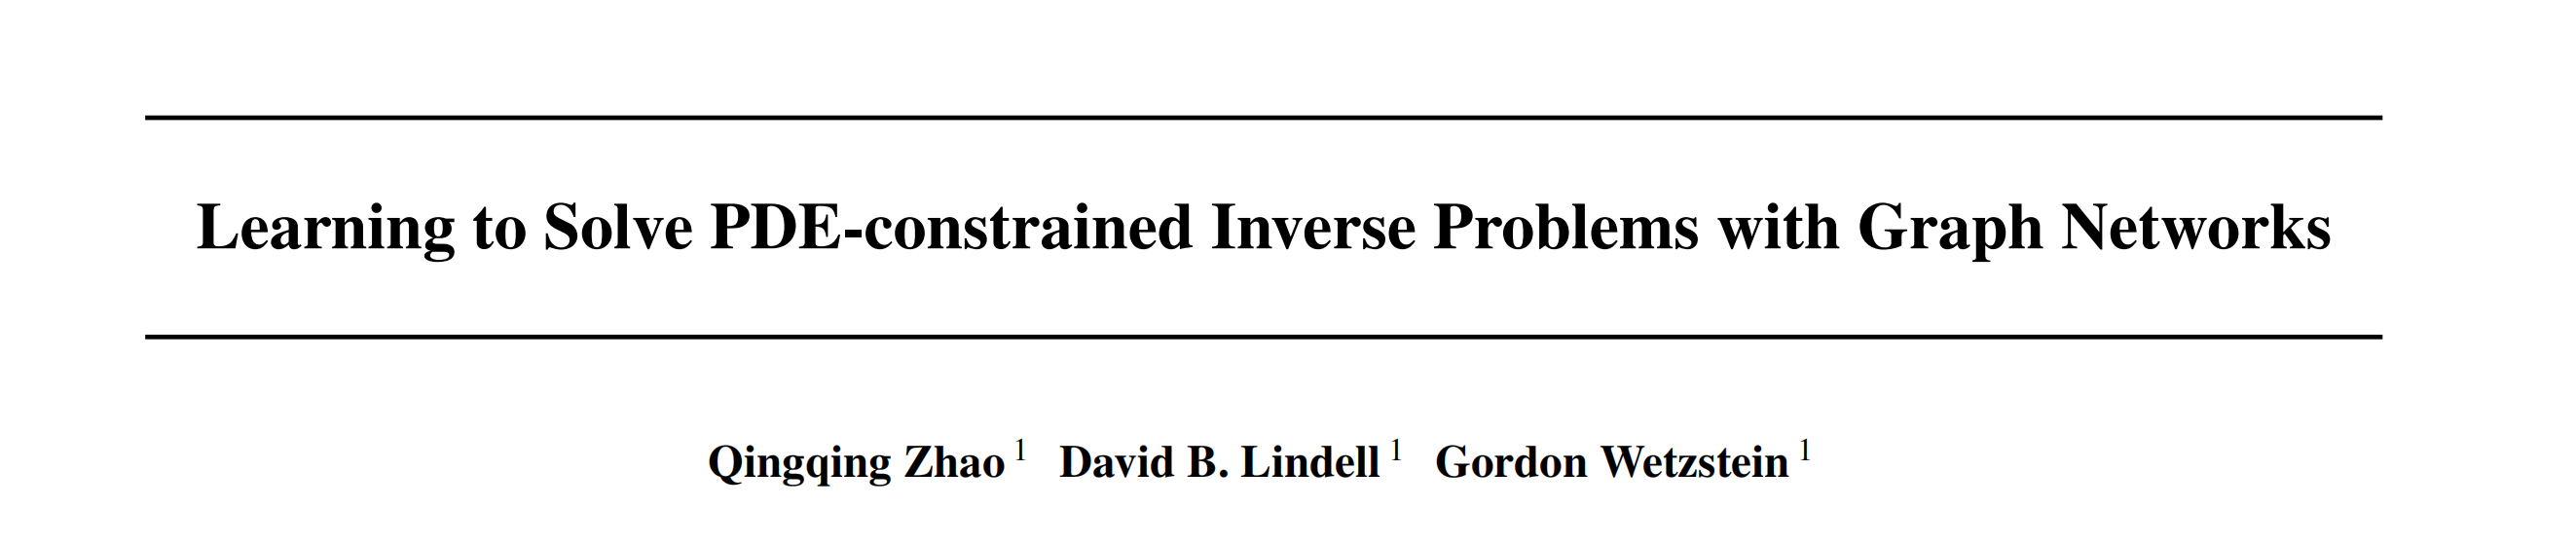 Learning to Solve PDE-constrained Inverse Problems with Graph Networks
Qingqing Zhao 1 David B. Lindell 1 Gordon Wetzstein 1